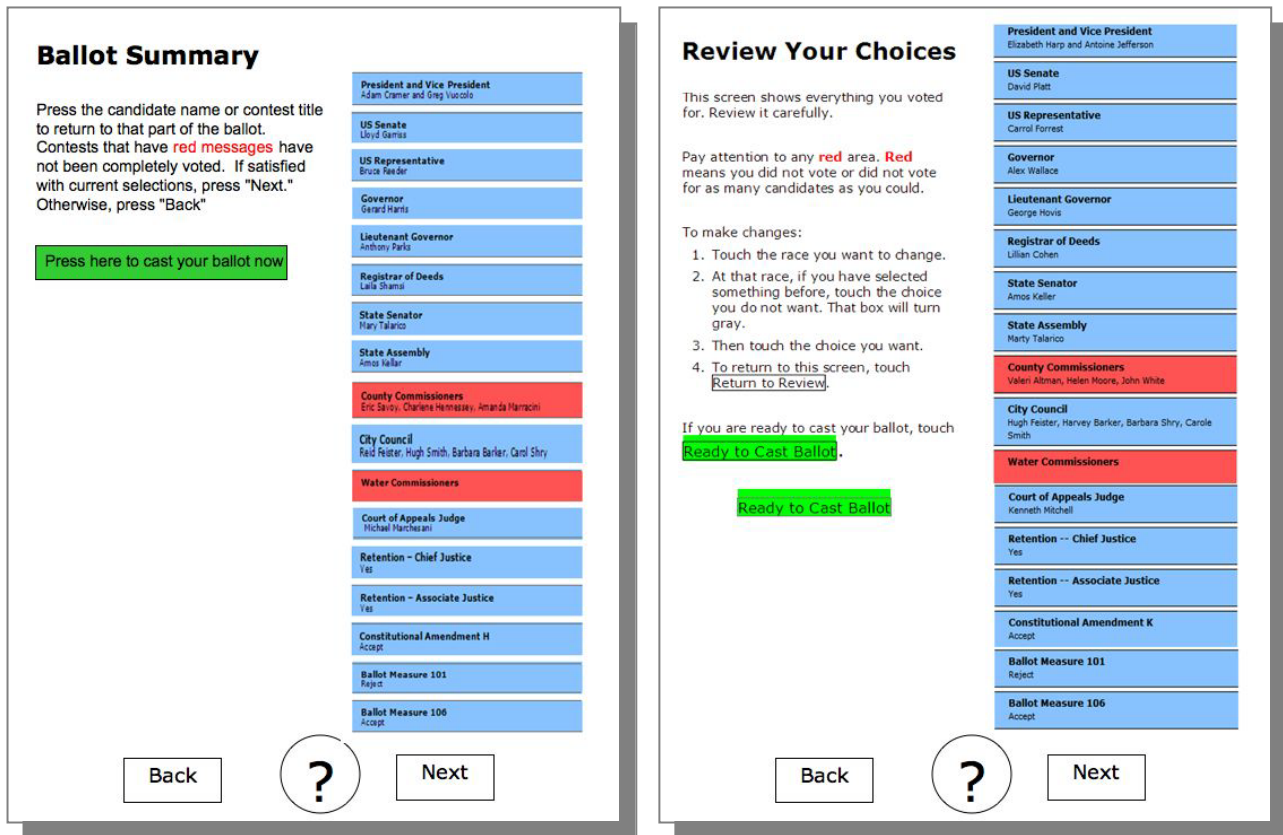 Ballot Summary
Press the candidate name or contest title
to return to that part of the ballot.
Contests that have red messages have
not been completely voted. If satisfied
with current selections, press "Next."
Otherwise, press "Back"
Press here to cast your ballot now
President and Vice President
Adam Cramer and Greg Vuocolo
US Senate
Lloyd Garriss
US Representative
Bruce Reeder
Governor
Gerard Harris
Lieutenant Governor
Anthony Parks
Registrar of Deeds
Laila Shamsi
State Senator
Mary Talarico
State Assembly
Amos Kellar
County Commissioners
Eric Savoy, Charlene Hennessey, Amanda Marracini
City Council
Reid Feister, Hugh Smith, Barbara Barker, Carol Shry
Water Commissioners
Court of Appeals Judge
Michael Marchesani
Retention – Chief Justice
Yes
Retention – Associate Justice
Yes
Constitutional Amendment H
Accept
Ballot Measure 101
Reject
Ballot Measure 106
Accept
Back
?
Next
Review Your Choices
This screen shows everything you voted
for. Review it carefully.
Pay attention to any red area. Red
means you did not vote or did not vote
for as many candidates as you could.
To make changes:
1. Touch the race you want to change.
2. At that race, if you have selected
something before, touch the choice
you do not want. That box will turn
gray.
3. Then touch the choice you want.
4. To return to this screen, touch
Return to Review.
If you are ready to cast your ballot, touch
Ready to Cast Ballot.
Ready to Cast Ballot
President and Vice President
Elizabeth Harp and Antoine Jefferson
US Senate
David Platt
US Representative
Carrol Forrest
Governor
Alex Wallace
Lieutenant Governor
George Hovis
Registrar of Deeds
Lillian Cohen
State Senator
Amos Keller
State Assembly
Marty Talarico
County Commissioners
Valeri Altman, Helen Moore, John White
City Council
Hugh Feister, Harvey Barker, Barbara Shry, Carole
Smith
Water Commissioners
Court of Appeals Judge
Kenneth Mitchell
Retention -- Chief Justice
Yes
Retention -- Associate Justice
Yes
Constitutional Amendment K
Accept
Ballot Measure 101
Reject
Ballot Measure 106
Accept
Back
?
Next